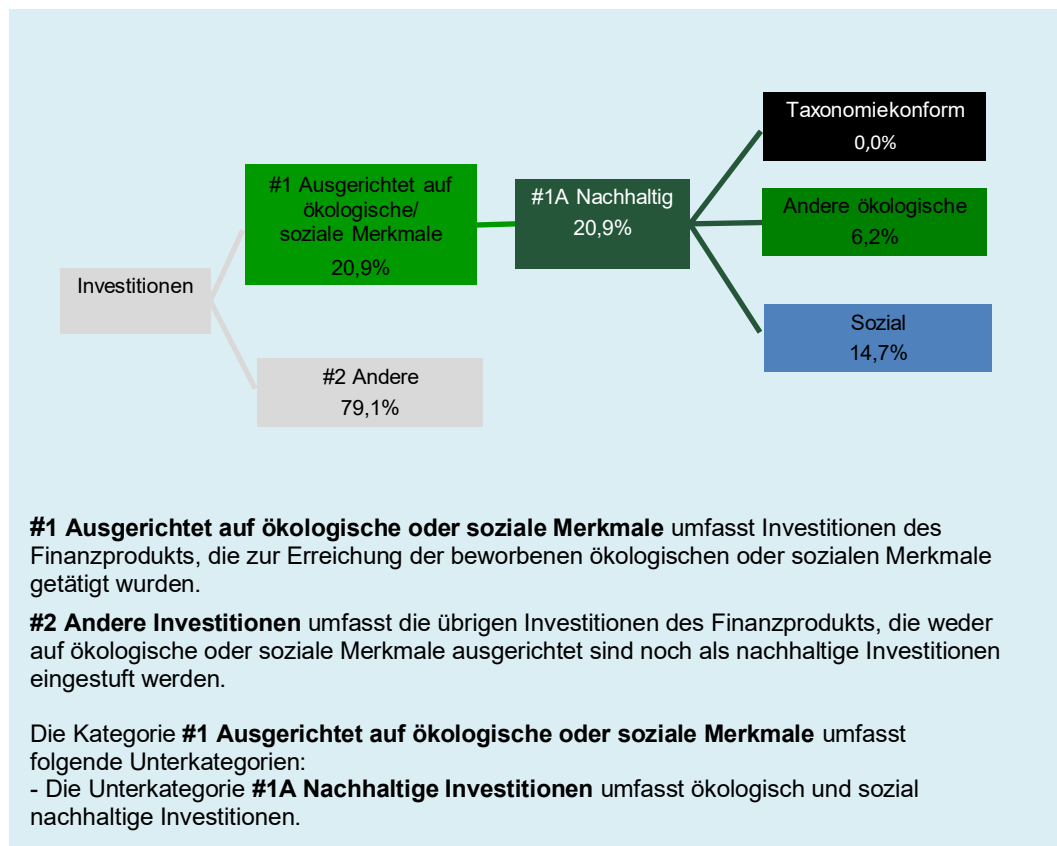 Taxonomiekonform
0,0%
#1 Ausgerichtet auf
ökologische/
soziale Merkmale
20,9%
#1A Nachhaltig
20,9%
Andere ökologische
6,2%
Investitionen
Sozial
14,7%
#2 Andere
79,1%
#1 Ausgerichtet auf ökologische oder soziale Merkmale umfasst Investitionen des
Finanzprodukts, die zur Erreichung der beworbenen ökologischen oder sozialen Merkmale
getätigt wurden.
#2 Andere Investitionen umfasst die übrigen Investitionen des Finanzprodukts, die weder
auf ökologische oder soziale Merkmale ausgerichtet sind noch als nachhaltige Investitionen
eingestuft werden.
Die Kategorie #1 Ausgerichtet auf ökologische oder soziale Merkmale umfasst
folgende Unterkategorien:
- Die Unterkategorie #1A Nachhaltige Investitionen umfasst ökologisch und sozial
nachhaltige Investitionen.